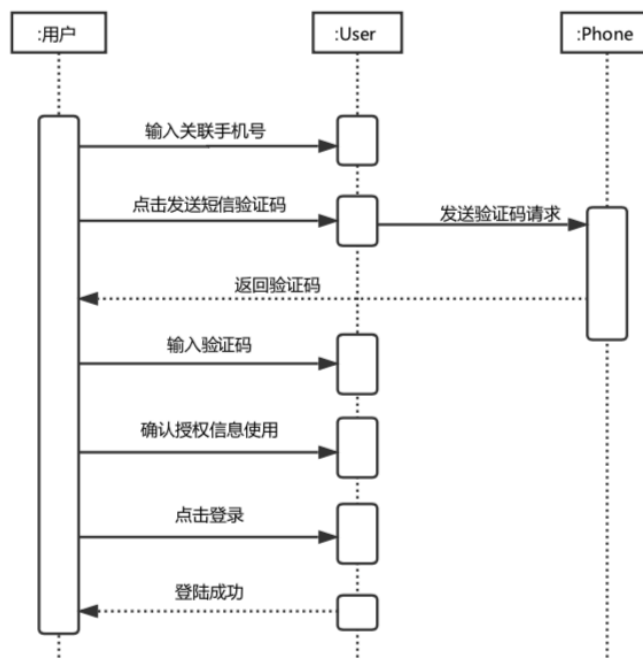 :用户
:User
:Phone
输入关联手机号
点击发送短信验证码
发送验证码请求
返回验证码
输入验证码
确认授权信息使用
点击登录
登陆成功